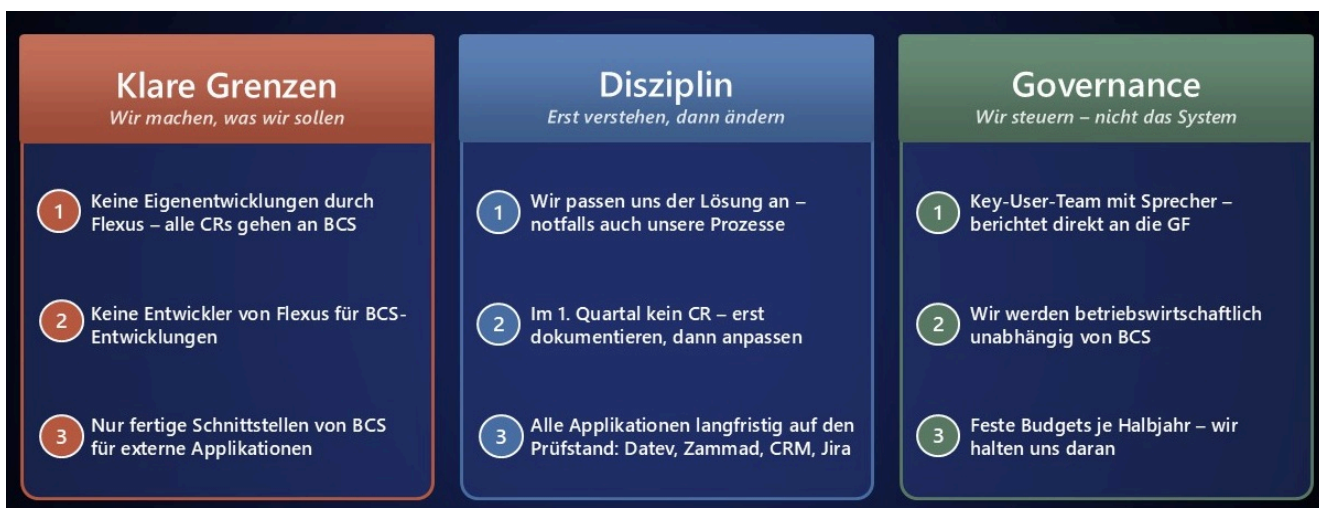 Klare Grenzen
Wir machen, was wir sollen
1
Keine Eigenentwicklungen durch
Flexus – alle CRs gehen an BCS
2
Keine Entwickler von Flexus für BCS-
Entwicklungen
3
Nur fertige Schnittstellen von BCS
für externe Applikationen
Disziplin
Erst verstehen, dann ändern
1
Wir passen uns der Lösung an –
notfalls auch unsere Prozesse
2
Im 1. Quartal kein CR – erst
dokumentieren, dann anpassen
3
Alle Applikationen langfristig auf den
Prüfstand: Datev, Zammad, CRM, Jira
Governance
Wir steuern – nicht das System
1
Key-User-Team mit Sprecher –
berichtet direkt an die GF
2
Wir werden betriebswirtschaftlich
unabhängig von BCS
3
Feste Budgets je Halbjahr – wir
halten uns daran